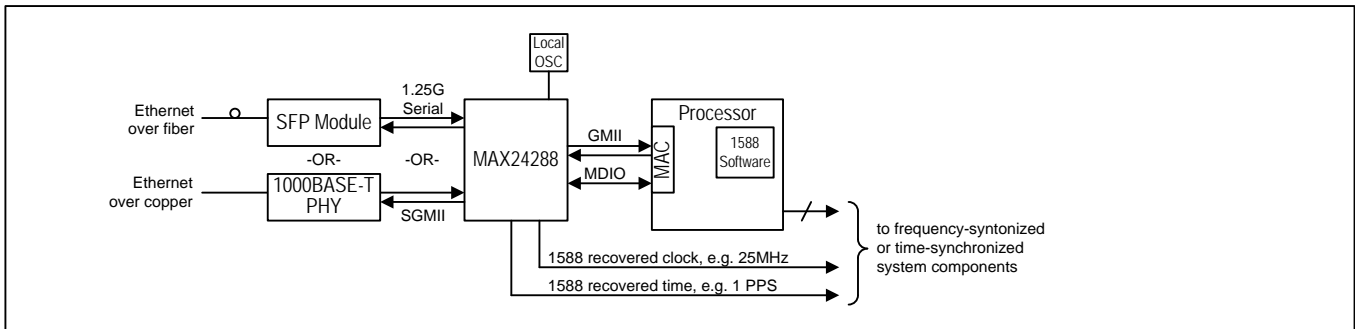 Local
OSC
1.25G
Serial
Ethernet
over fiber
SFP Module
-OR-
-OR-
Ethernet
over copper
1000BASE-T
PHY
SGMII
MAX24288
GMII
MDIO
Processor
MAC
1588
Software
1588 recovered clock, e.g. 25MHz
1588 recovered time, e.g. 1 PPS
to frequency-syntonized
or time-synchronized
system components